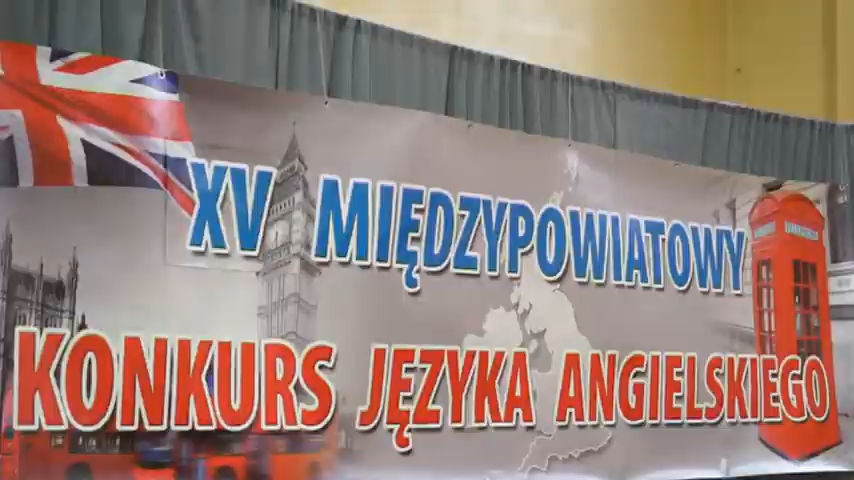 XV MIĘDZYPOWIATOWY
KONKURS JĘZYKA ANGIELSKIEGO